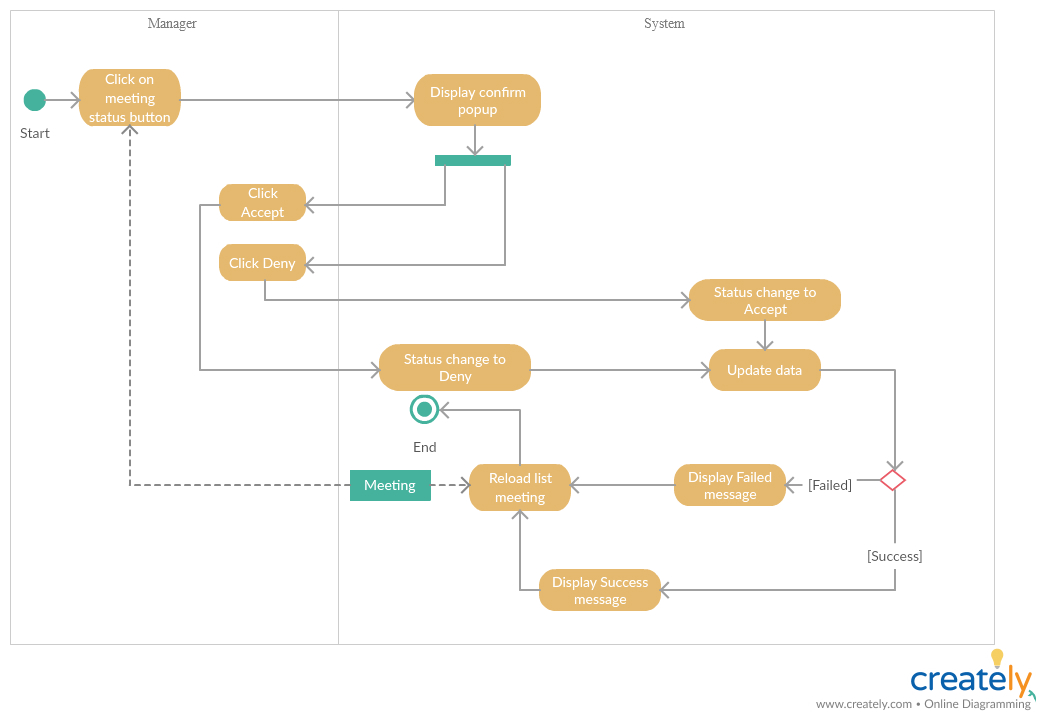 Manager
System
Click on
meeting
status button
Display confirm
popup
Start
Click
Accept
Click Deny
Status change to
Accept
Status change to
Deny
Update data
End
Meeting
Reload list
meeting
Display Failed
message
[Failed]
[Success]
Display Success
message
creately
www.creately.com • Online Diagramming